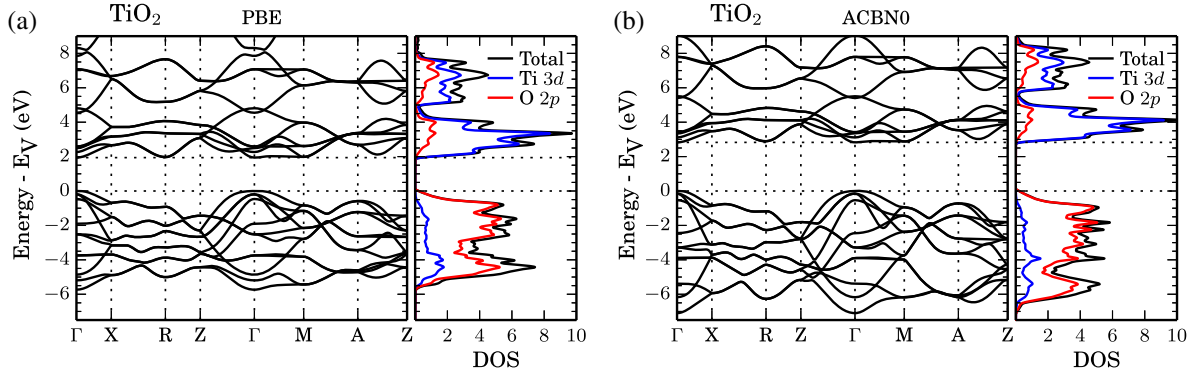 (a) TiO2 PBE
Energy - EV (eV)
8
6
4
2
0
−2
−4
−6
Γ X R Z Γ M A Z
Total
Ti 3d
O 2p
2 4 6 8 10
DOS
(b) TiO2 ACBN0
Energy - EV (eV)
8
6
4
2
0
−2
−4
−6
Γ X R Z Γ M A Z
Total
Ti 3d
O 2p
2 4 6 8 10
DOS